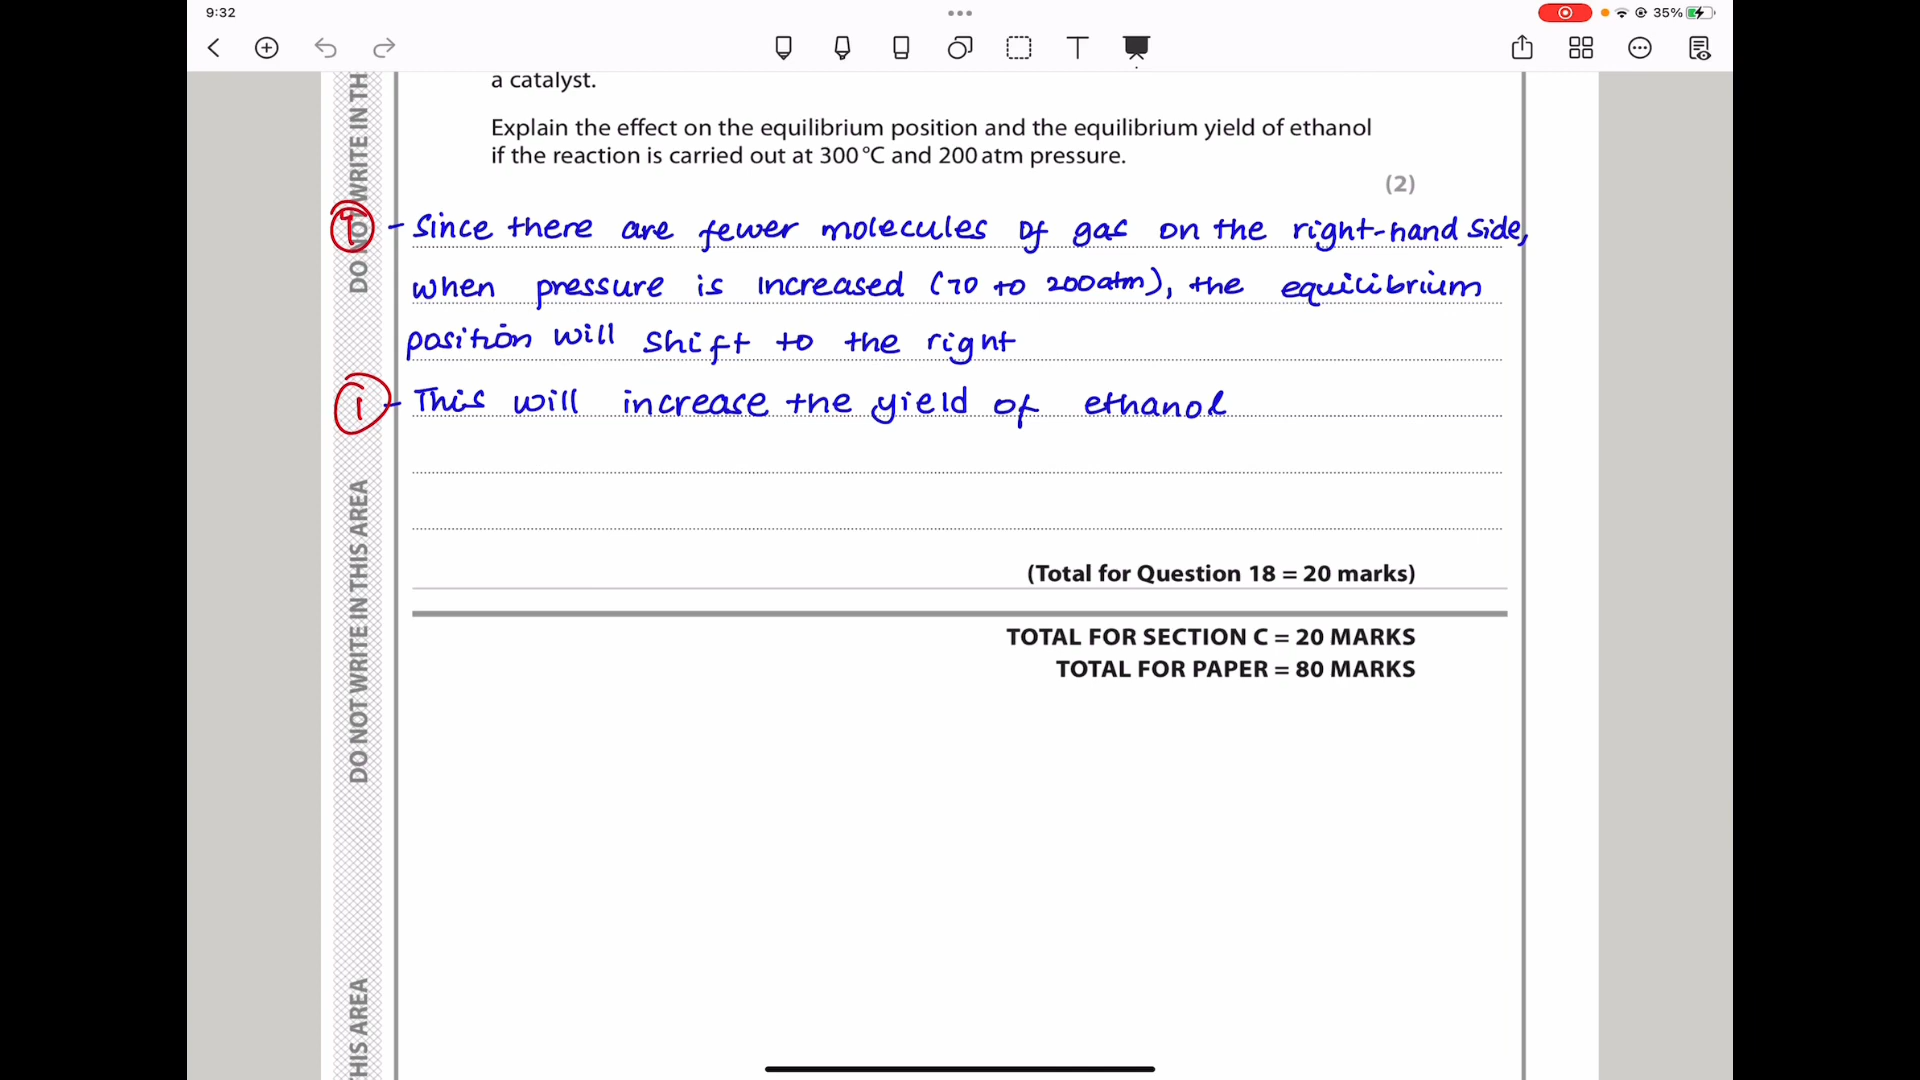 9:32
35%
a catalyst.
Explain the effect on the equilibrium position and the equilibrium yield of ethanol
if the reaction is carried out at 300 °C and 200 atm pressure.
(2)
- Since there are fewer molecules of gas on the right-hand side,
when pressure is increased (70 to 200atm), the equilibrium
position will shift to the right
1 - This will increase the yield of ethanol
(Total for Question 18 = 20 marks)
TOTAL FOR SECTION C = 20 MARKS
TOTAL FOR PAPER = 80 MARKS
DO NOT WRITE IN TH
DO NOT WRITE IN THIS AREA
HIS AREA